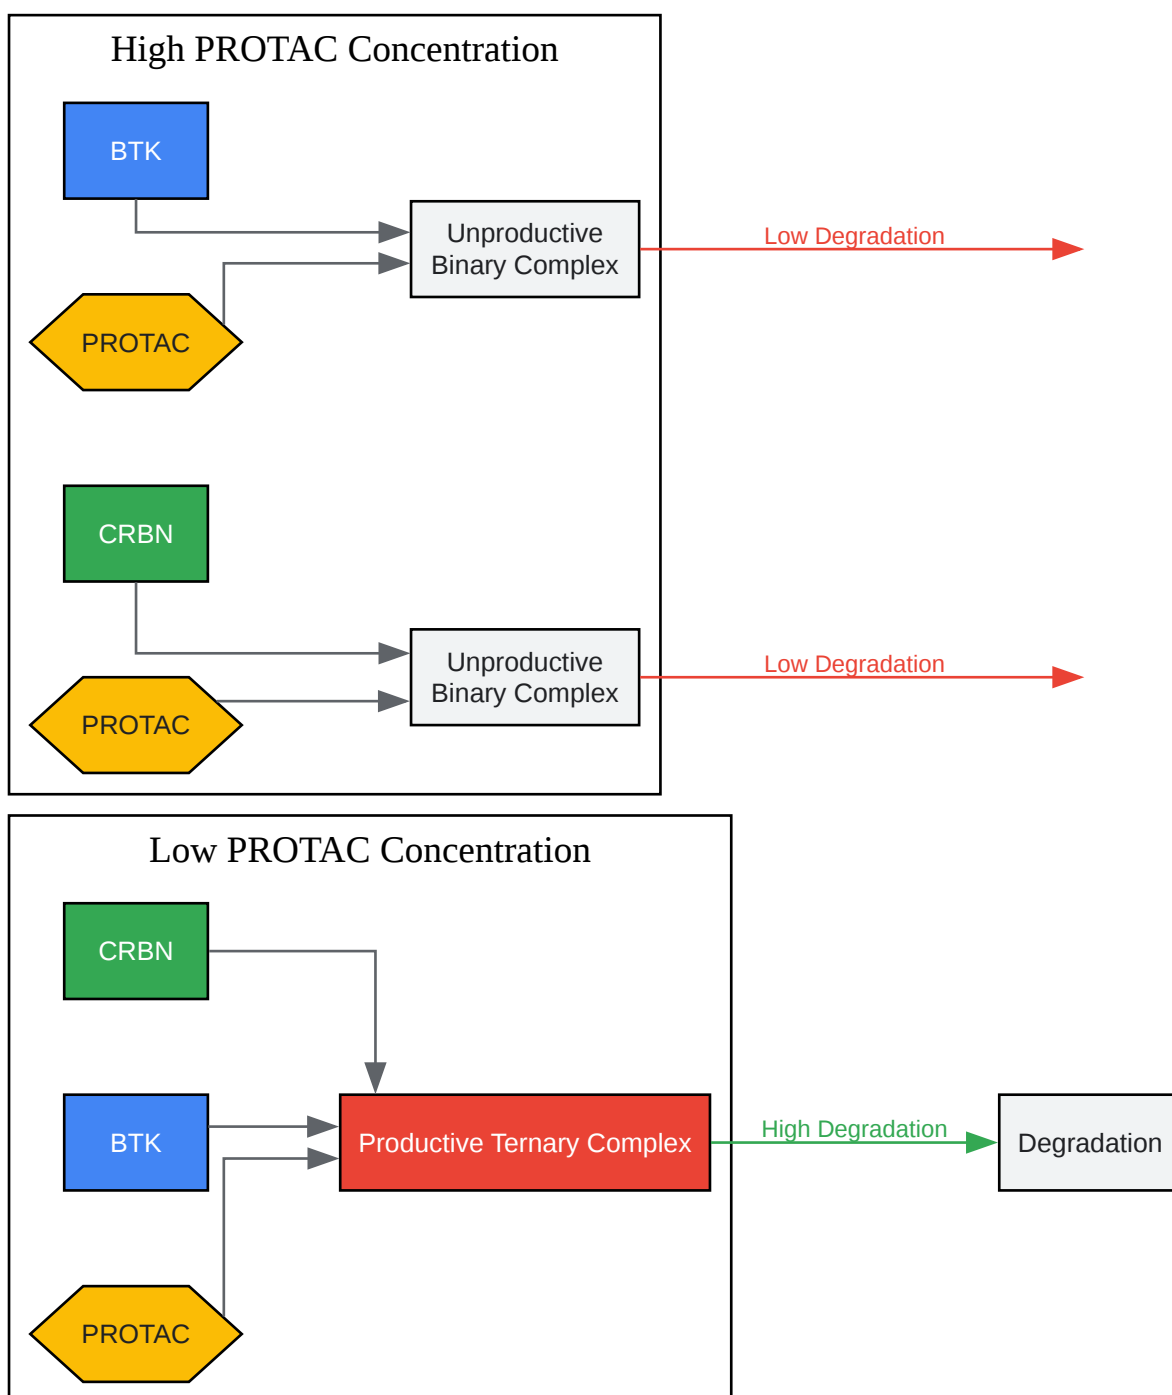 High PROTAC Concentration
BTK
Unproductive
Binary Complex
Low Degradation
PROTAC
CRBN
Unproductive
Binary Complex
Low Degradation
PROTAC
Low PROTAC Concentration
CRBN
BTK
Productive Ternary Complex
High Degradation
Degradation
PROTAC